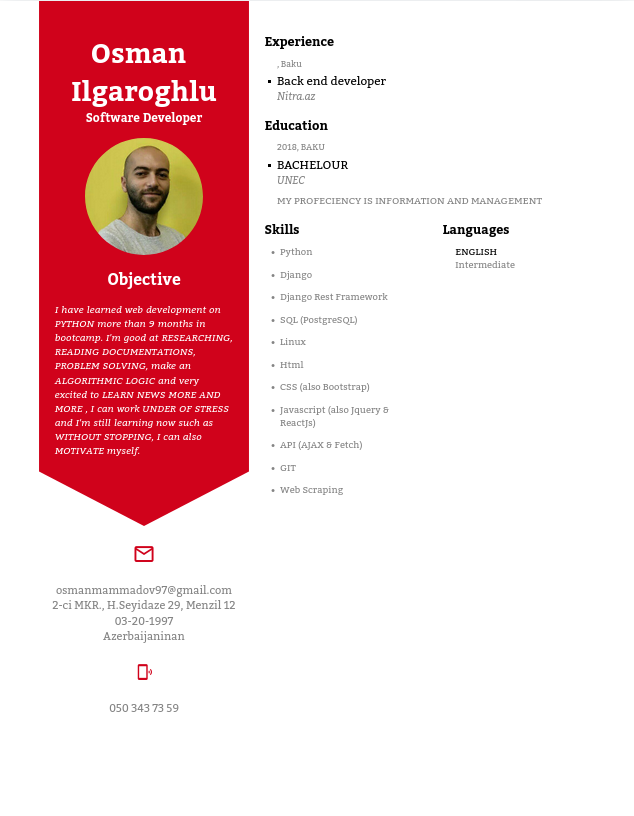 Osman
Ilgaroghlu
Software Developer
Objective
I have learned web development on
PYTHON more than 9 months in
bootcamp. I'm good at RESEARCHING,
READING DOCUMENTATIONS,
PROBLEM SOLVING, make an
ALGORITHMIC LOGIC and very
excited to LEARN NEWS MORE AND
MORE , I can work UNDER OF STRESS
and I'm still learning now such as
WITHOUT STOPPING, I can also
MOTIVATE myself.
osmanmammadov97@gmail.com
2-ci MKR., H.Seyidaze 29, Menzil 12
03-20-1997
Azerbaijaninan
050 343 73 59
Experience
, Baku
▪ Back end developer
Nitra.az
Education
2018, BAKU
▪ BACHELOUR
UNEC
MY PROFECIENCY IS INFORMATION AND MANAGEMENT
Skills
• Python
• Django
• Django Rest Framework
• SQL (PostgreSQL)
• Linux
• Html
• CSS (also Bootstrap)
• Javascript (also Jquery &
ReactJs)
• API (AJAX & Fetch)
• GIT
• Web Scraping
Languages
ENGLISH
Intermediate